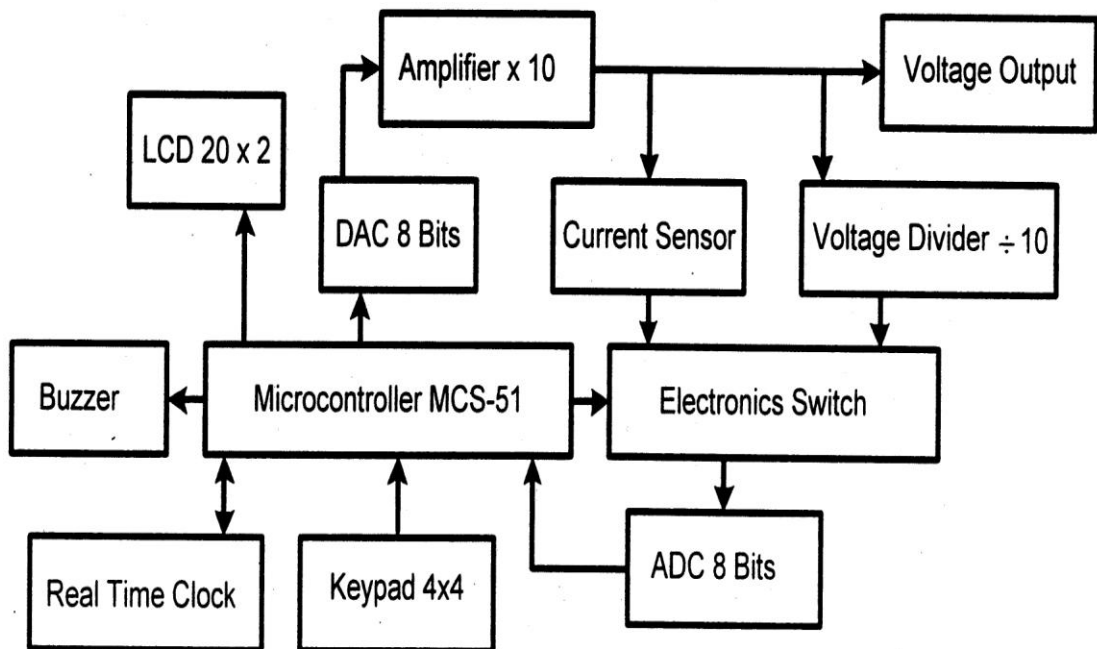 Amplifier x 10
Voltage Output
LCD 20 x 2
DAC 8 Bits
Current Sensor
Voltage Divider ÷ 10
Buzzer
Microcontroller MCS-51
Electronics Switch
Real Time Clock
Keypad 4x4
ADC 8 Bits